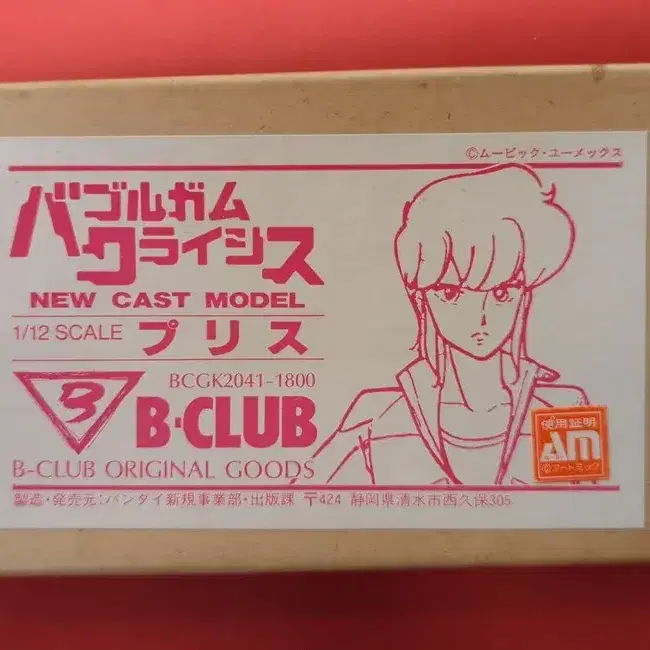 ©ムービック・ユーメックス
バブルガム
クライシス
NEW CAST MODEL
1/12 SCALE プリス
BCGK2041-1800
B-CLUB
B-CLUB ORIGINAL GOODS
製造・発売元:バンダイ新規事業部・出版課 〒424 静岡県清水市西久保305
使用証明
Am
©アートミック